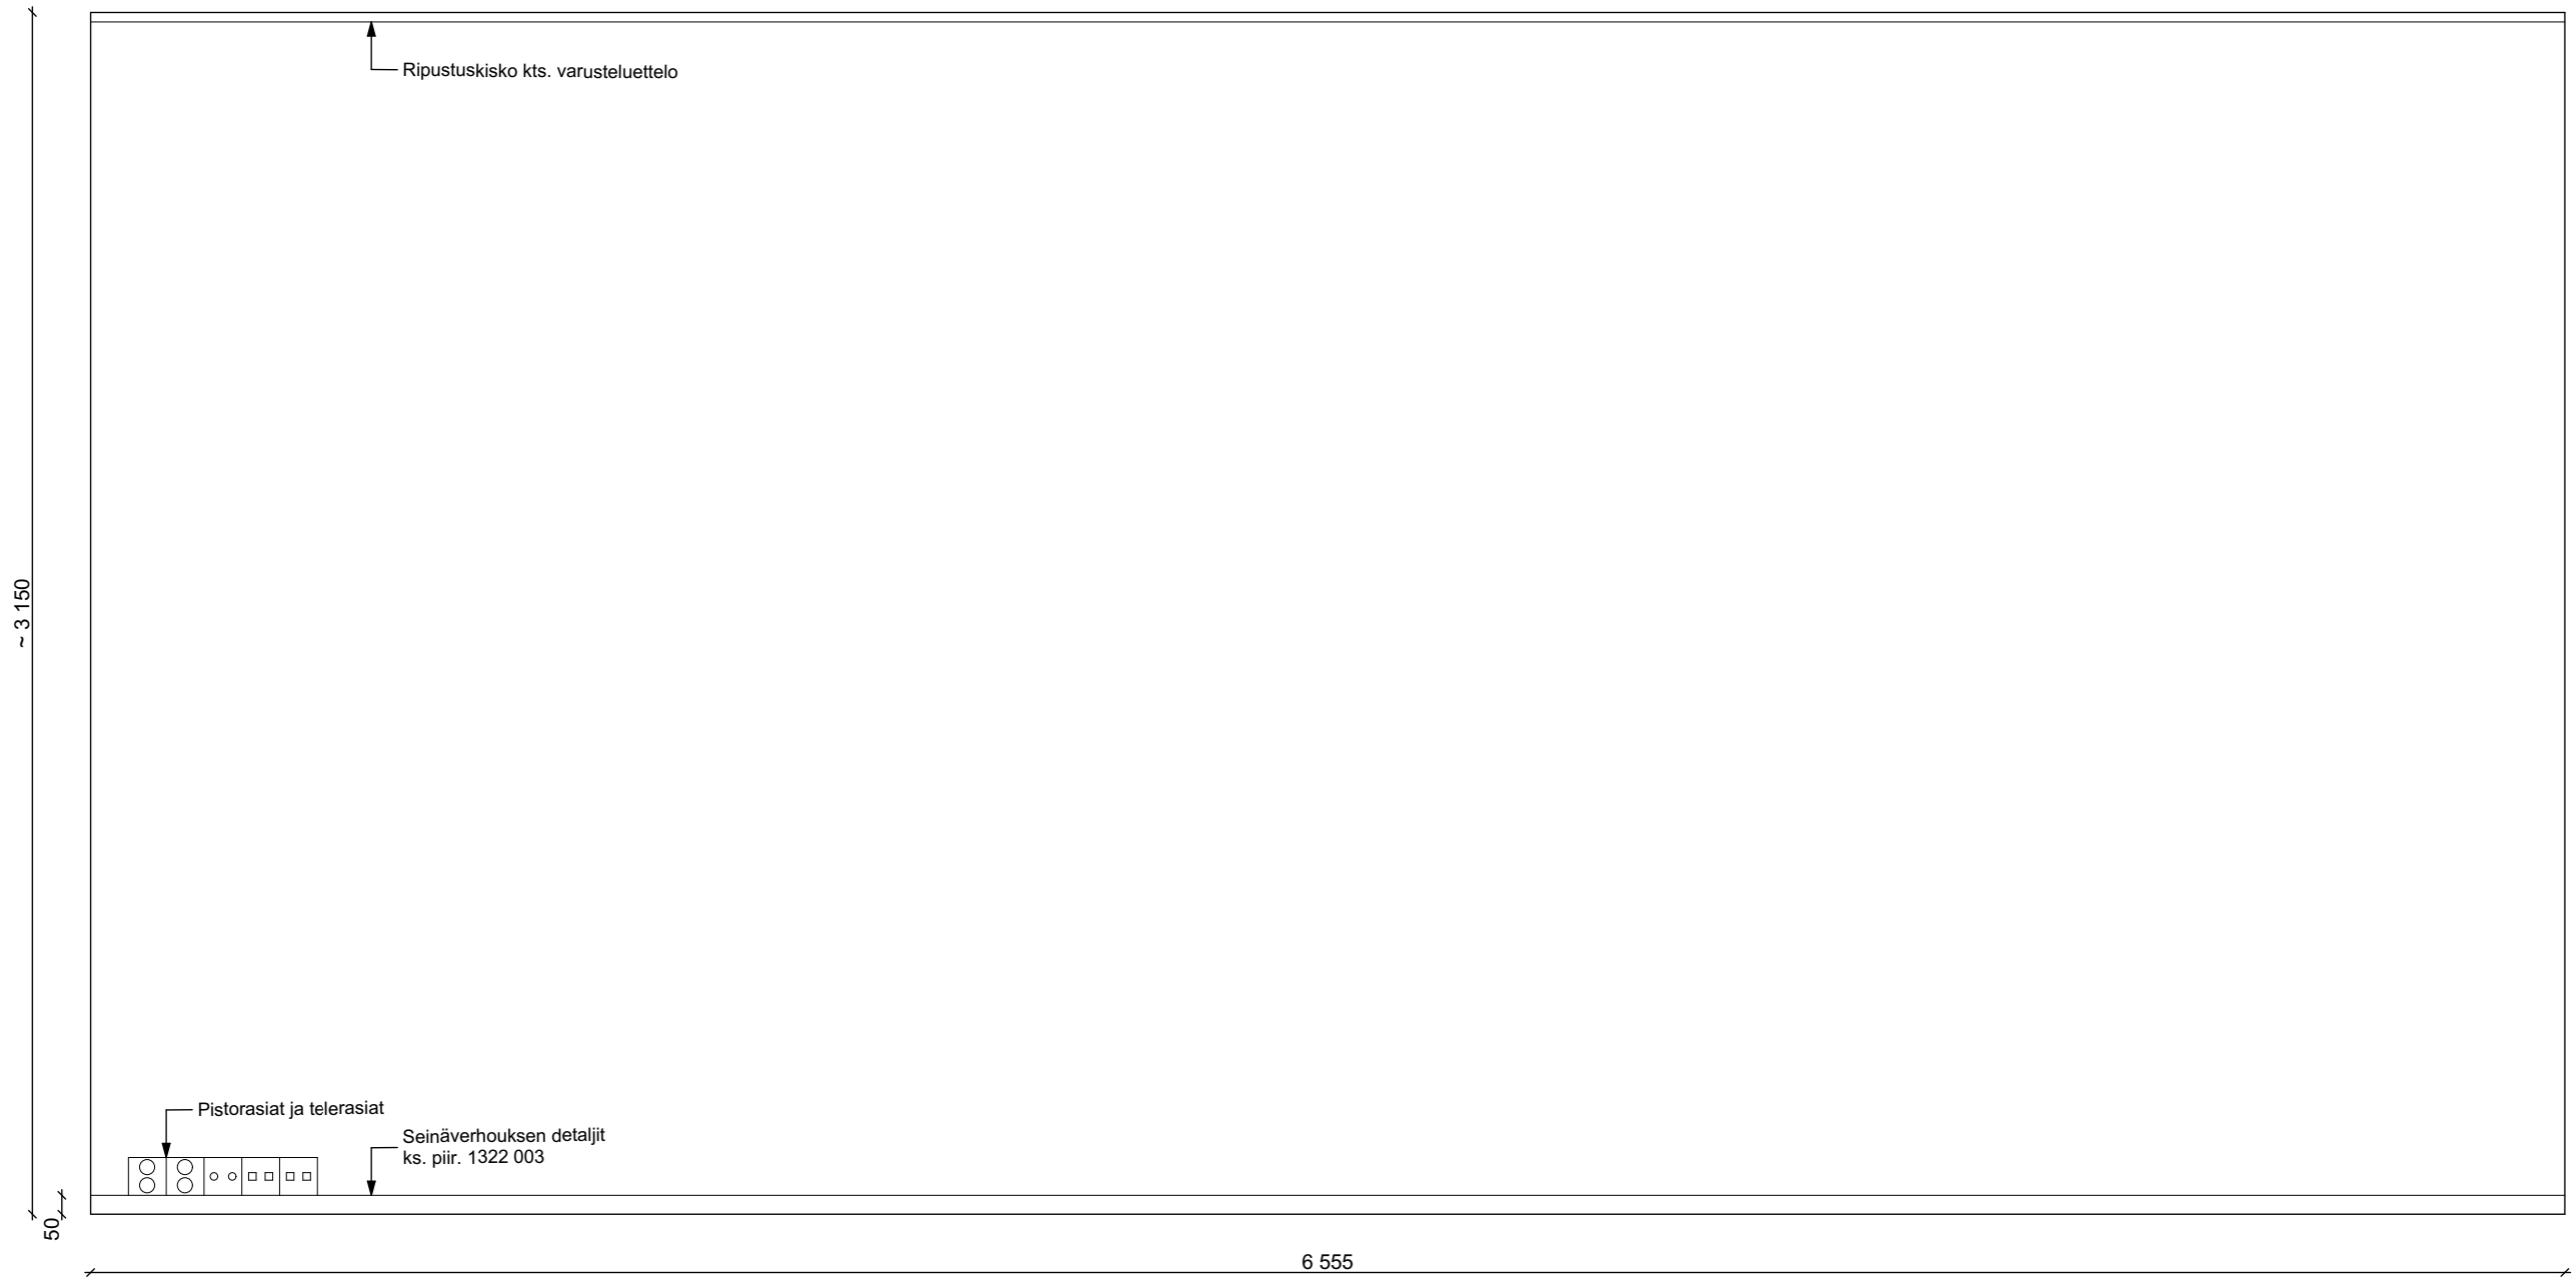 Ripustuskisko kts. varusteluettelo
~ 3 150
Pistorasiat ja telerasiat
Seinäverhouksen detaljit
ks. piir. 1322 003
50
6 555